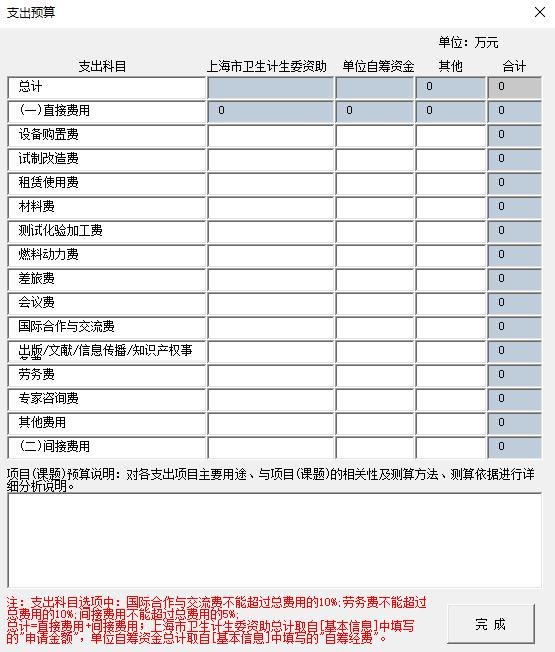 支出预算
单位：万元
支出科目 上海市卫生计生委资助 单位自筹资金 其他 合计
总计 0 0
(一)直接费用 0 0 0 0
设备购置费 0
试制改造费 0
租赁使用费 0
材料费 0
测试化验加工费 0
燃料动力费 0
差旅费 0
会议费 0
国际合作与交流费 0
出版/文献/信息传播/知识产权事 0
劳务费 0
专家咨询费 0
其他费用 0
(二)间接费用 0
项目(课题)预算说明：对各支出项目主要用途、与项目(课题)的相关性及测算方法、测算依据进行详
细分析说明。
注：支出科目选项中：国际合作与交流费不能超过总费用的10%;劳务费不能超过
总费用的10%;间接费用不能超过总费用的5%;
总计=直接费用+间接费用；上海市卫生计生委资助总计取自[基本信息]中填写
的"申请金额"，单位自筹资金总计取自[基本信息]中填写的"自筹经费"。
完 成